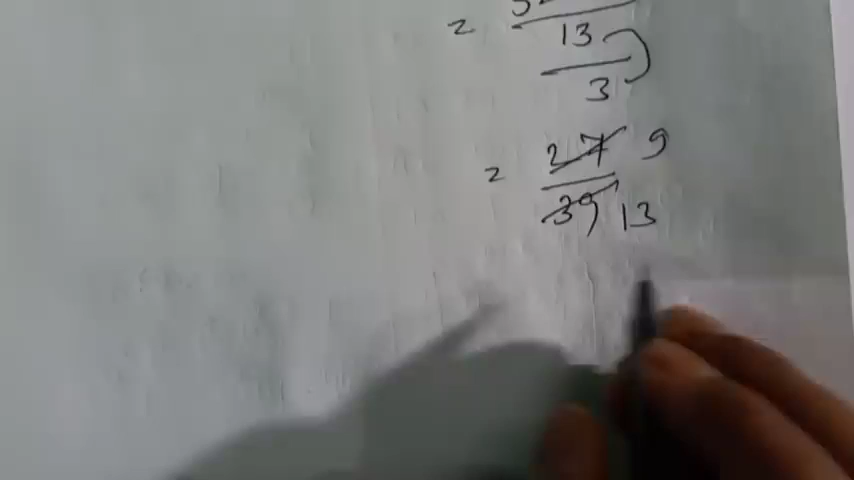 =
13
3
= 27 9
39 13